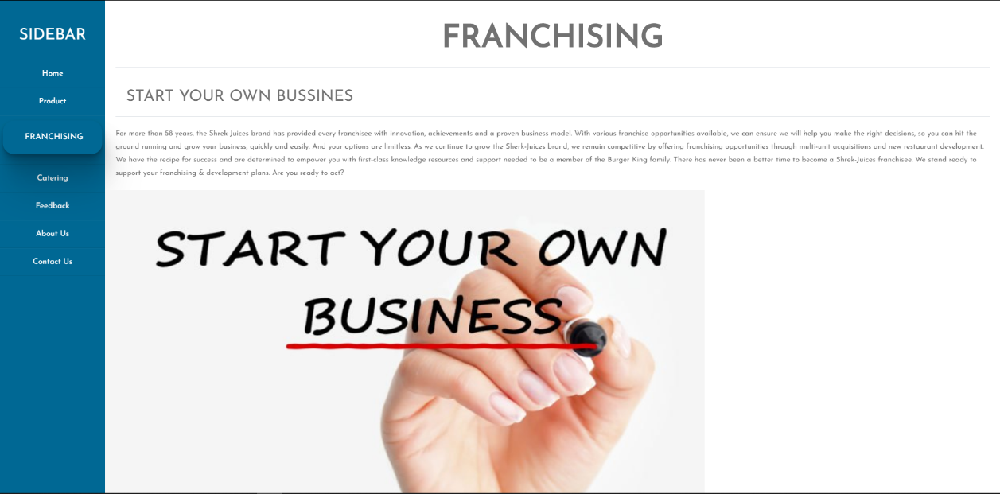 SIDEBAR
Home
Product
FRANCHISING
Catering
Feedback
About Us
Contact Us
FRANCHISING
START YOUR OWN BUSSINES
For more than 58 years, the Shrek-Juices brand has provided every franchisee with innovation, achievements and a proven business model. With various franchise opportunities available, we can ensure we will help you make the right decisions, so you can hit the
ground running and grow your business, quickly and easily. And your options are limitless. As we continue to grow the Sherk-Juices brand, we remain competitive by offering franchising opportunities through multi-unit acquisitions and new restaurant development.
We have the recipe for success and are determined to empower you with first-class knowledge resources and support needed to be a member of the Burger King family. There has never been a better time to become a Shrek-Juices franchisee. We stand ready to
support your franchising & development plans. Are you ready to act?
START YOUR OWN
BUSINESS